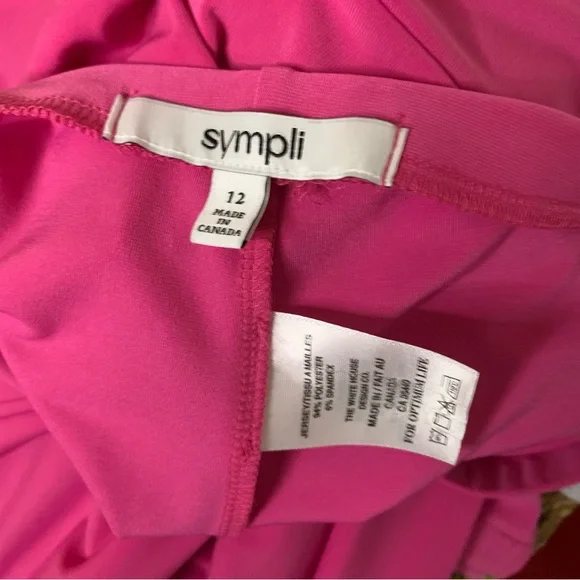 sympli
12
MADE
IN
CANADA
JERSEY/TISSU A MAILLES
94% POLYESTER
6% SPANDEX
THE WHITE HOUSE
DESIGN CO.
MADE IN / FAIT AU
CANADA
CA 35440
FOR OPTIMUM LIFE